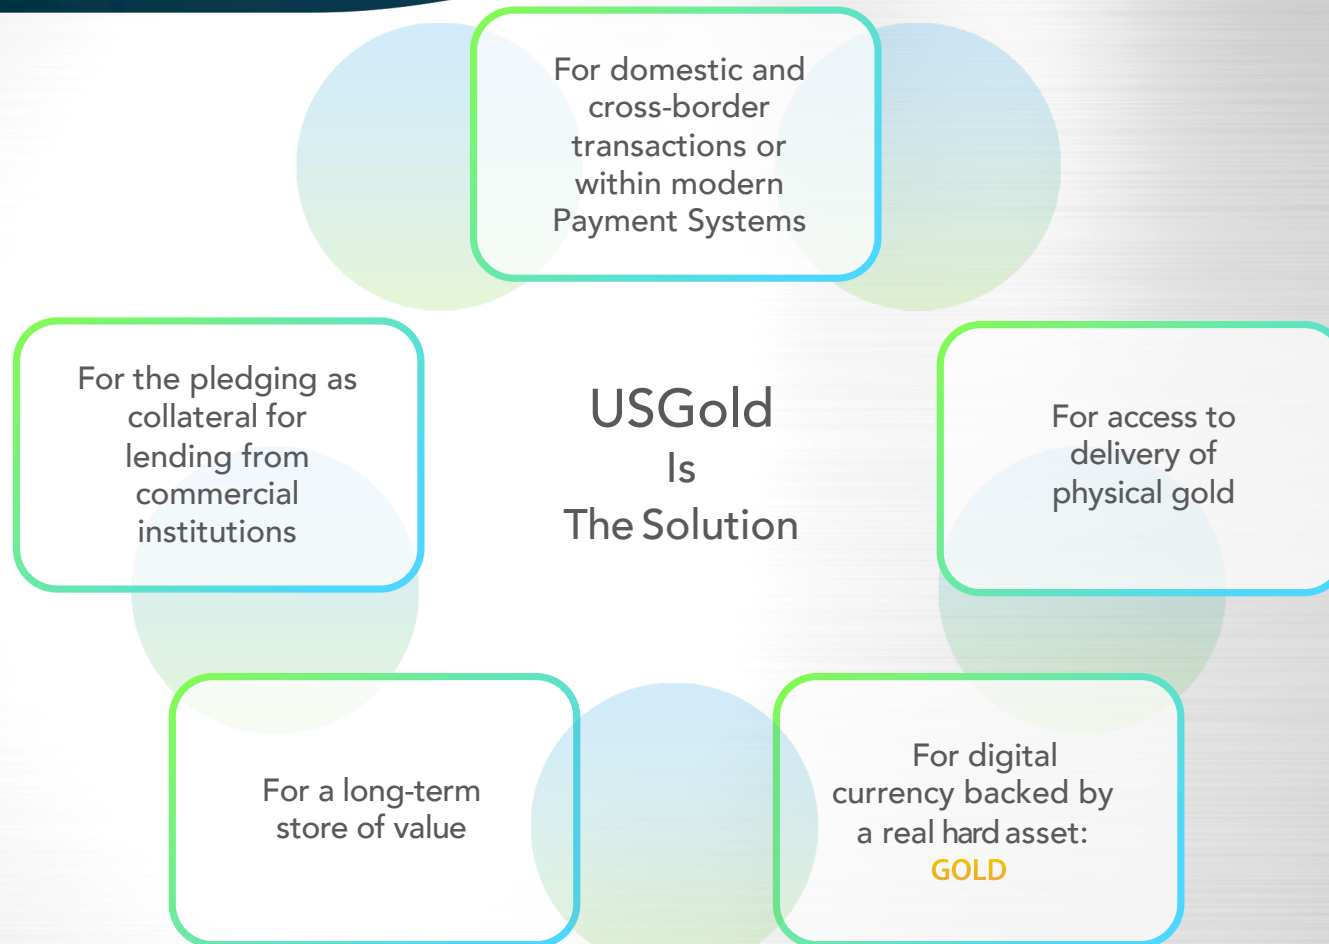 For domestic and
cross-border
transactions or
within modern
Payment Systems
For the pledging as
collateral for
lending from
commercial
institutions
USGold
Is
The Solution
For access to
delivery of
physical gold
For a long-term
store of value
For digital
currency backed by
a real hard asset:
GOLD